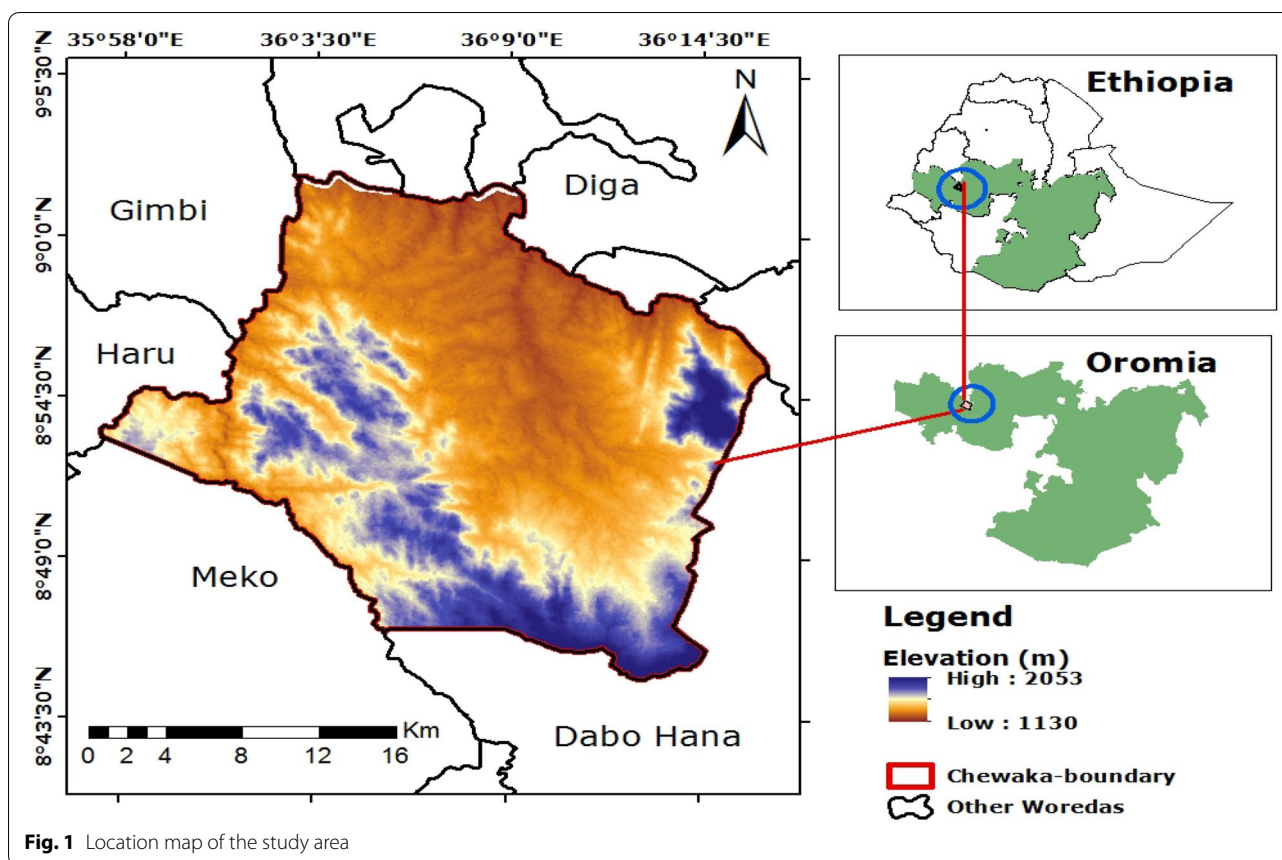 35°58'0"E 36°3'30"E 36°9'0"E 36°14'30"E
9°5'30"N
9°0'0"N
8°54'30"N
8°49'0"N
8°43'30"N
N
Diga
Gimbi
Haru
Meko
Dabo Hana
Km
0 2 4 8 12 16
Ethiopia
Oromia
Legend
Elevation (m)
High : 2053
Low : 1130
Chewaka-boundary
Other Woredas
Fig. 1 Location map of the study area